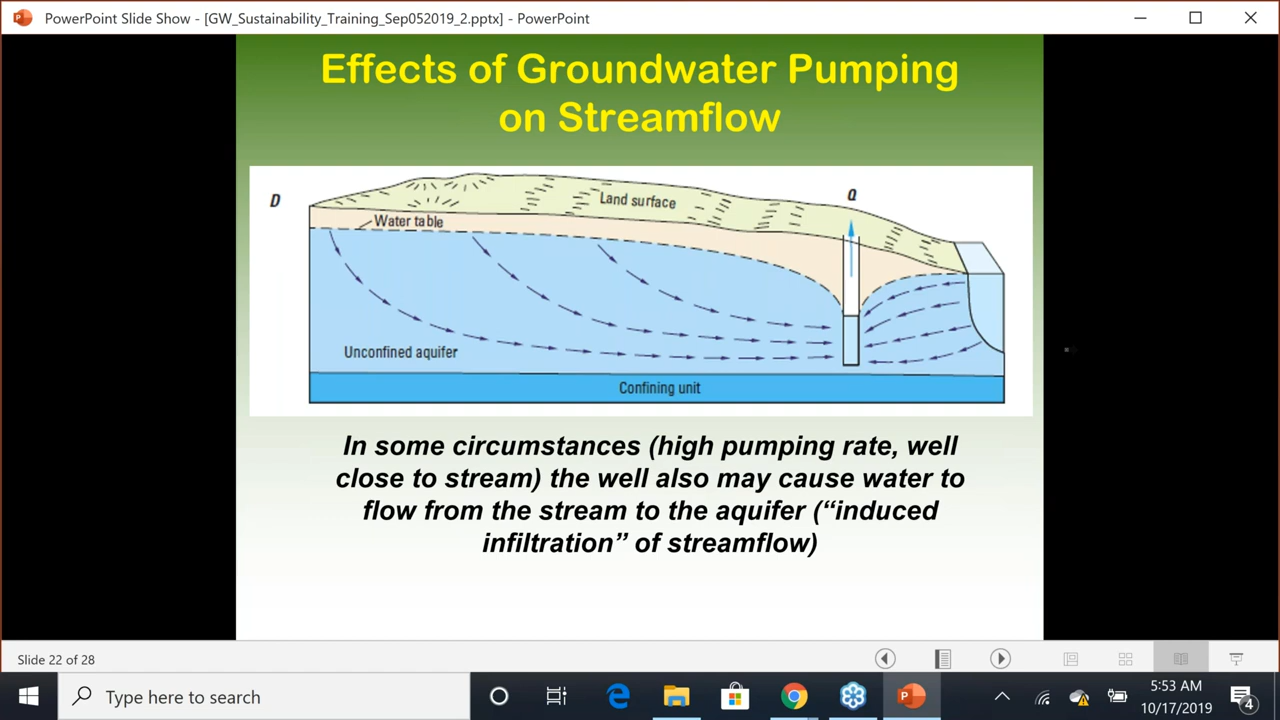 PowerPoint Slide Show - [GW_Sustainability_Training_Sep052019_2.pptx] - PowerPoint
Effects of Groundwater Pumping
on Streamflow
D
Q
Land surface
Water table
Unconfined aquifer
Confining unit
In some circumstances (high pumping rate, well
close to stream) the well also may cause water to
flow from the stream to the aquifer (“induced
infiltration” of streamflow)
Slide 22 of 28
Type here to search
5:53 AM
10/17/2019
4